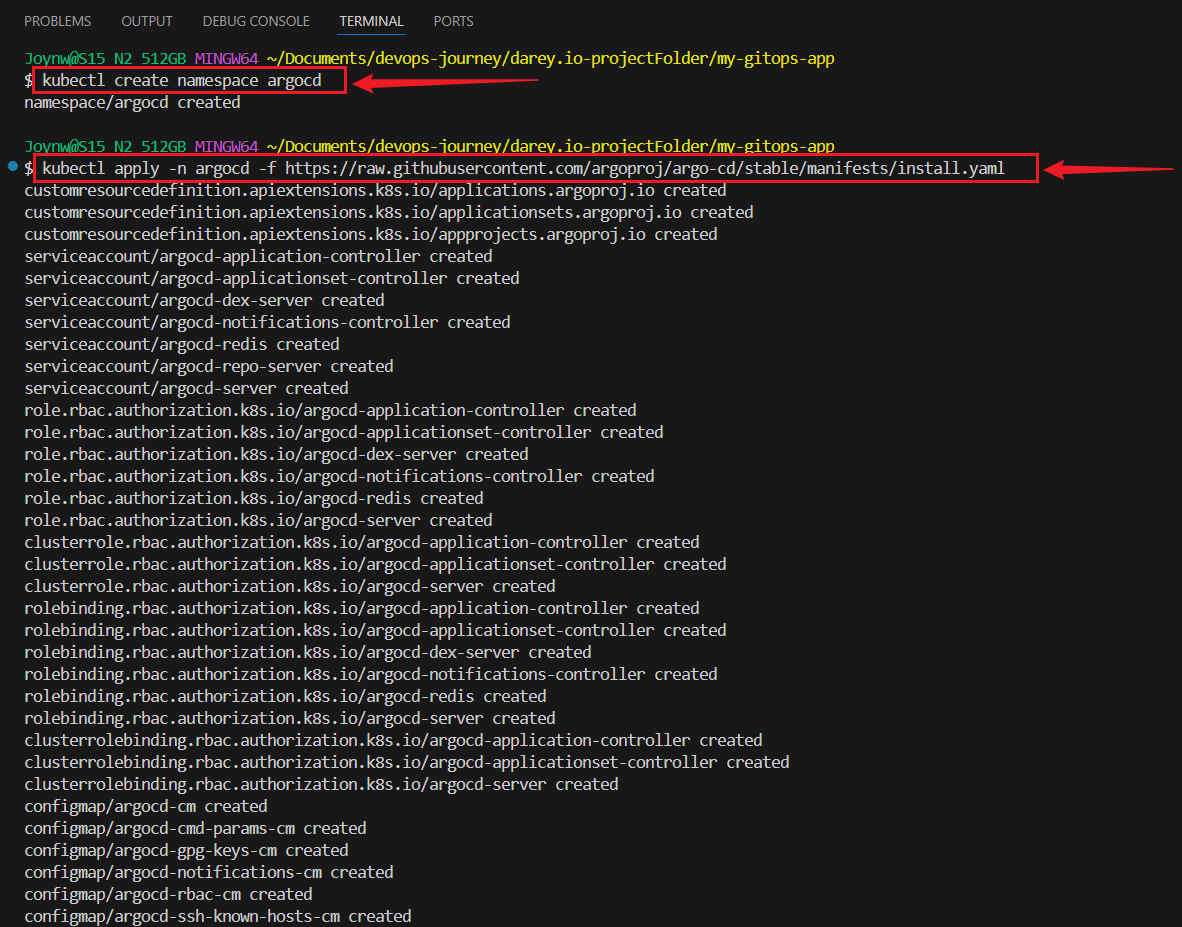 PROBLEMS OUTPUT DEBUG CONSOLE TERMINAL PORTS
Joynw@S15 N2 512GB MINGW64 ~/Documents/devops-journey/darey.io-projectFolder/my-gitops-app
$ kubectl create namespace argocd
namespace/argocd created
Joynw@S15 N2 512GB MINGW64 ~/Documents/devops-journey/darey.io-projectFolder/my-gitops-app
$ kubectl apply -n argocd -f https://raw.githubusercontent.com/argoproj/argo-cd/stable/manifests/install.yaml
customresourcedefinition.apiextensions.k8s.io/applications.argoproj.io created
customresourcedefinition.apiextensions.k8s.io/applicationsets.argoproj.io created
customresourcedefinition.apiextensions.k8s.io/appprojects.argoproj.io created
serviceaccount/argocd-application-controller created
serviceaccount/argocd-applicationset-controller created
serviceaccount/argocd-dex-server created
serviceaccount/argocd-notifications-controller created
serviceaccount/argocd-redis created
serviceaccount/argocd-repo-server created
serviceaccount/argocd-server created
role.rbac.authorization.k8s.io/argocd-application-controller created
role.rbac.authorization.k8s.io/argocd-applicationset-controller created
role.rbac.authorization.k8s.io/argocd-dex-server created
role.rbac.authorization.k8s.io/argocd-notifications-controller created
role.rbac.authorization.k8s.io/argocd-redis created
role.rbac.authorization.k8s.io/argocd-server created
clusterrole.rbac.authorization.k8s.io/argocd-application-controller created
clusterrole.rbac.authorization.k8s.io/argocd-applicationset-controller created
clusterrole.rbac.authorization.k8s.io/argocd-server created
rolebinding.rbac.authorization.k8s.io/argocd-application-controller created
rolebinding.rbac.authorization.k8s.io/argocd-applicationset-controller created
rolebinding.rbac.authorization.k8s.io/argocd-dex-server created
rolebinding.rbac.authorization.k8s.io/argocd-notifications-controller created
rolebinding.rbac.authorization.k8s.io/argocd-redis created
rolebinding.rbac.authorization.k8s.io/argocd-server created
clusterrolebinding.rbac.authorization.k8s.io/argocd-application-controller created
clusterrolebinding.rbac.authorization.k8s.io/argocd-applicationset-controller created
clusterrolebinding.rbac.authorization.k8s.io/argocd-server created
configmap/argocd-cm created
configmap/argocd-cmd-params-cm created
configmap/argocd-gpg-keys-cm created
configmap/argocd-notifications-cm created
configmap/argocd-rbac-cm created
configmap/argocd-ssh-known-hosts-cm created